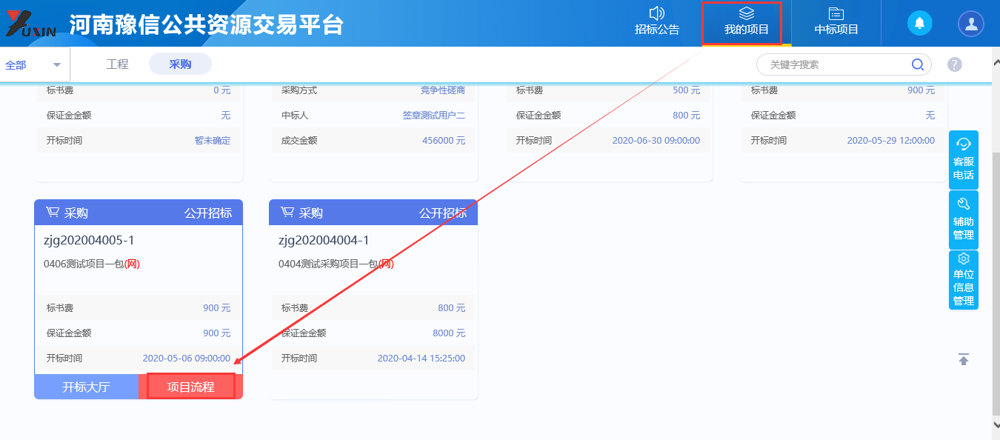 YUXIN 河南豫信公共资源交易平台
招标公告 我的项目 中标项目
全部 工程 采购 关键字搜索 ?
标书费 0 元
保证金金额 无
开标时间 暂未确定
采购方式 竞争性磋商
中标人 签章测试用户二
成交金额 456000 元
标书费 500 元
保证金金额 800 元
开标时间 2020-06-30 09:00:00
标书费 900 元
保证金金额 无
开标时间 2020-05-29 12:00:00
采购 公开招标
zjg202004005-1
0406测试项目一包(网)
标书费 900 元
保证金金额 900 元
开标时间 2020-05-06 09:00:00
开标大厅 项目流程
采购 公开招标
zjg202004004-1
0404测试采购项目一包(网)
标书费 800 元
保证金金额 8000 元
开标时间 2020-04-14 15:25:00
客服
电话
辅助
管理
单位
信息
管理